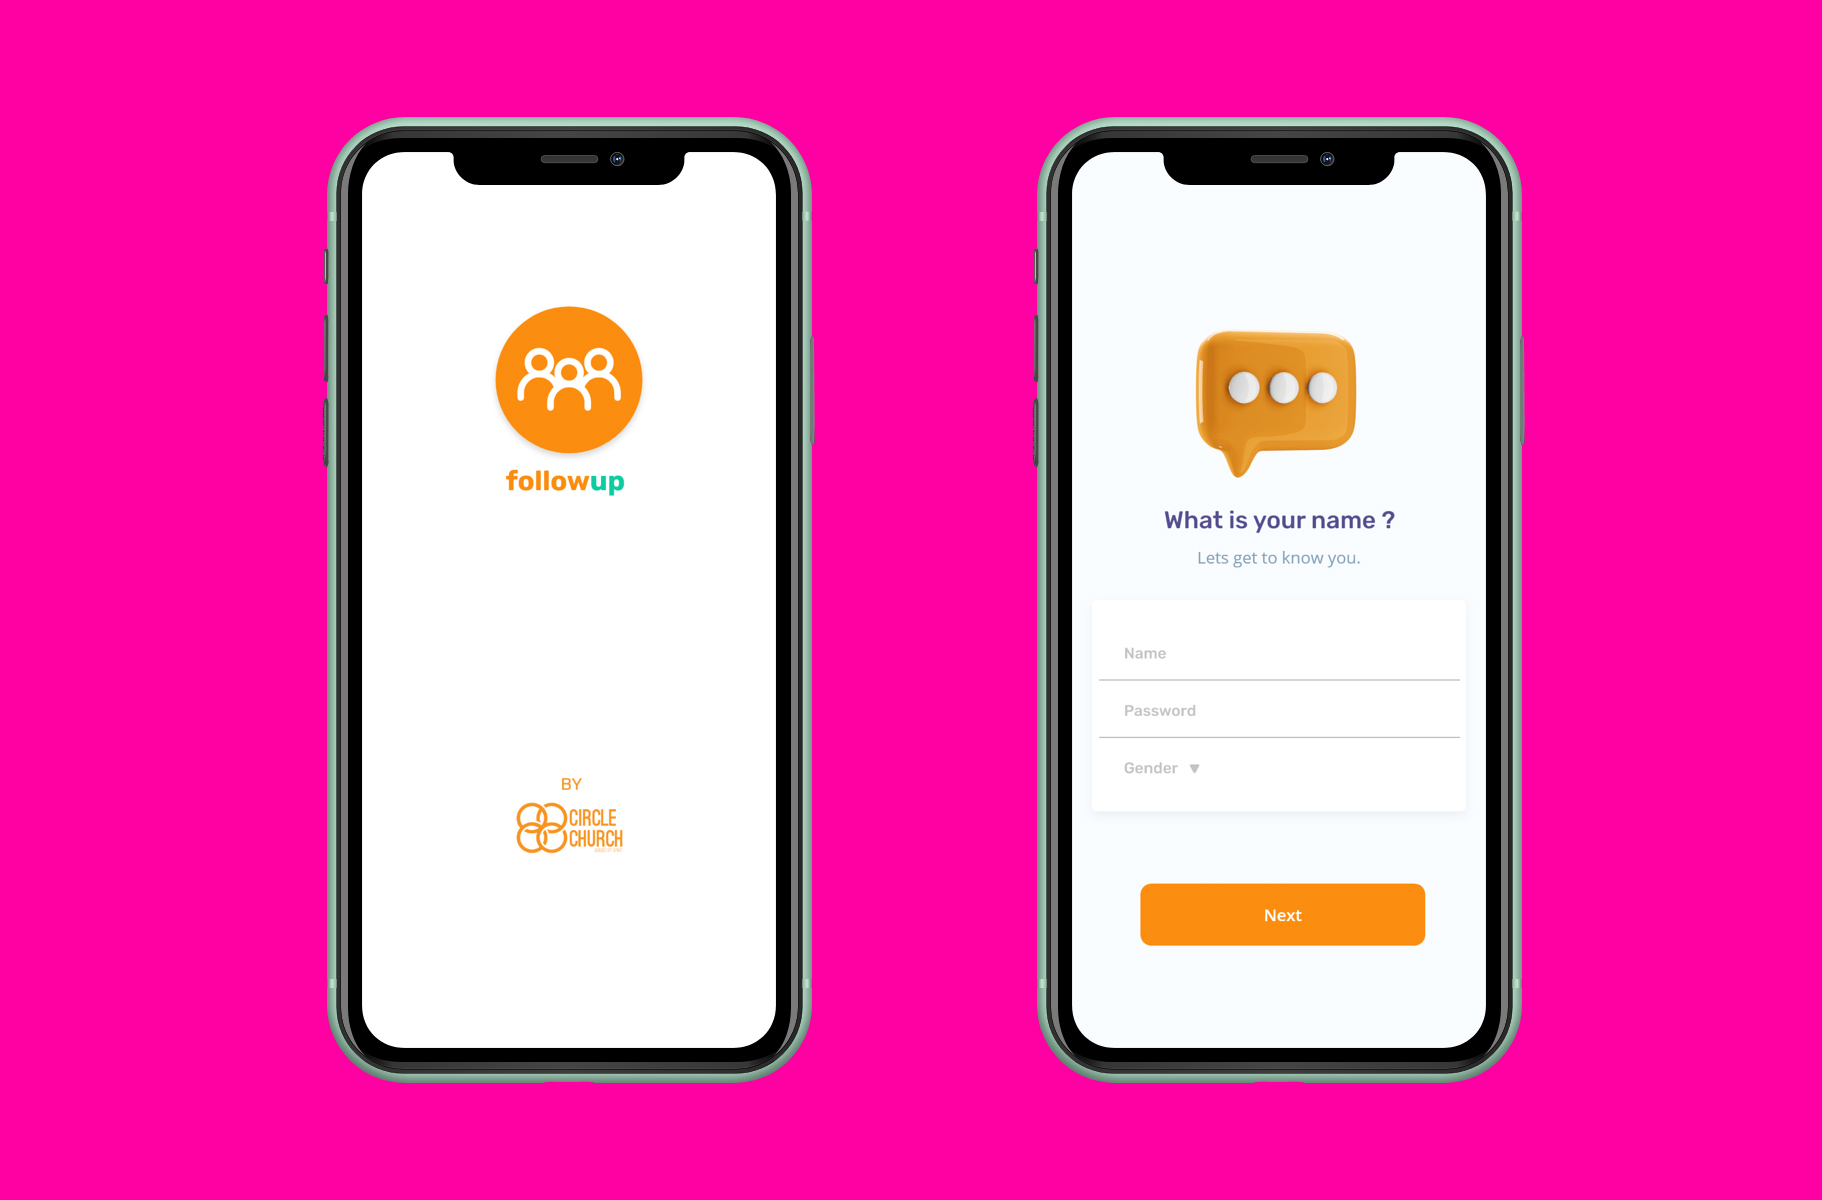 followup
BY
CIRCLE
CHURCH
What is your name ?
Lets get to know you.
Name
Password
Gender ▼
Next